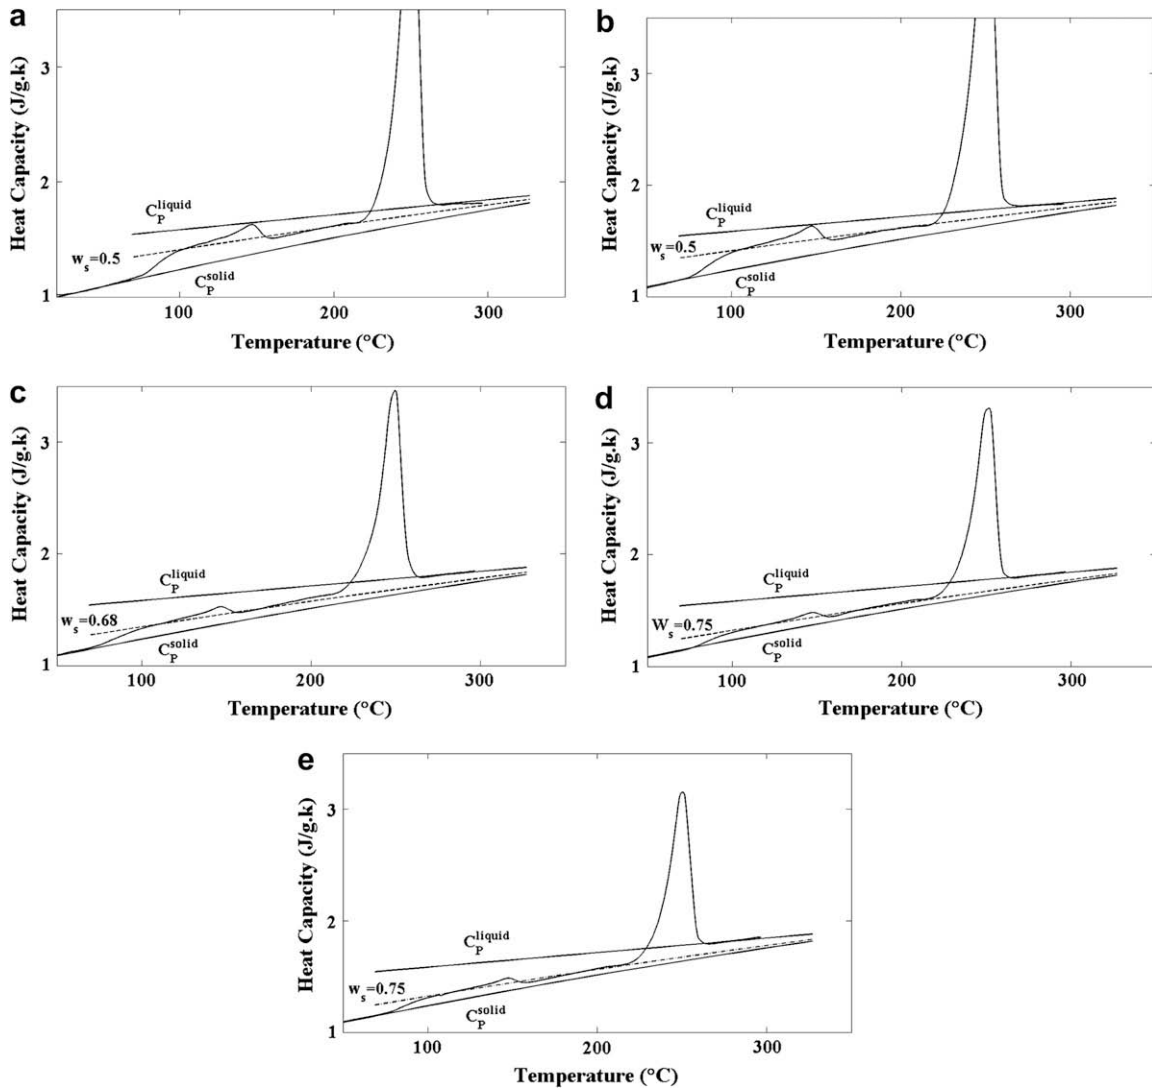 a
Heat Capacity (J/g.k)
3
2
1
C_P^liquid
w_s=0.5
C_P^solid
100
200
300
Temperature (°C)
b
Heat Capacity (J/g.k)
3
2
1
C_P^liquid
w_s=0.5
C_P^solid
100
200
300
Temperature (°C)
c
Heat Capacity (J/g.k)
3
2
1
C_P^liquid
w_s=0.68
C_P^solid
100
200
300
Temperature (°C)
d
Heat Capacity (J/g.k)
3
2
1
C_P^liquid
W_s=0.75
C_P^solid
100
200
300
Temperature (°C)
e
Heat Capacity (J/g.k)
3
2
1
C_P^liquid
w_s=0.75
C_P^solid
100
200
300
Temperature (°C)